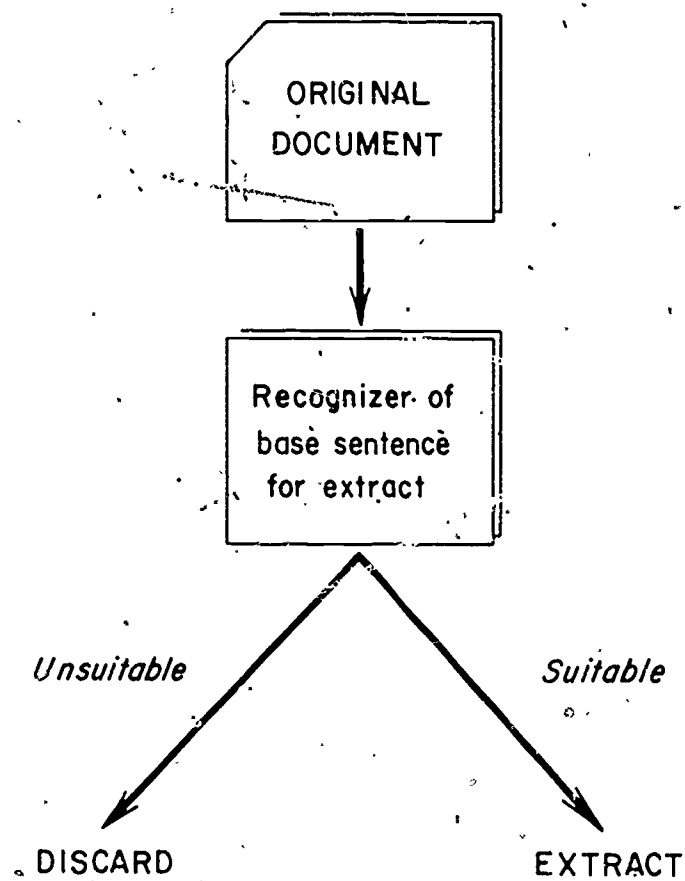 ORIGINAL
DOCUMENT
Recognizer of
base sentence
for extract
Unsuitable
Suitable
DISCARD
EXTRACT